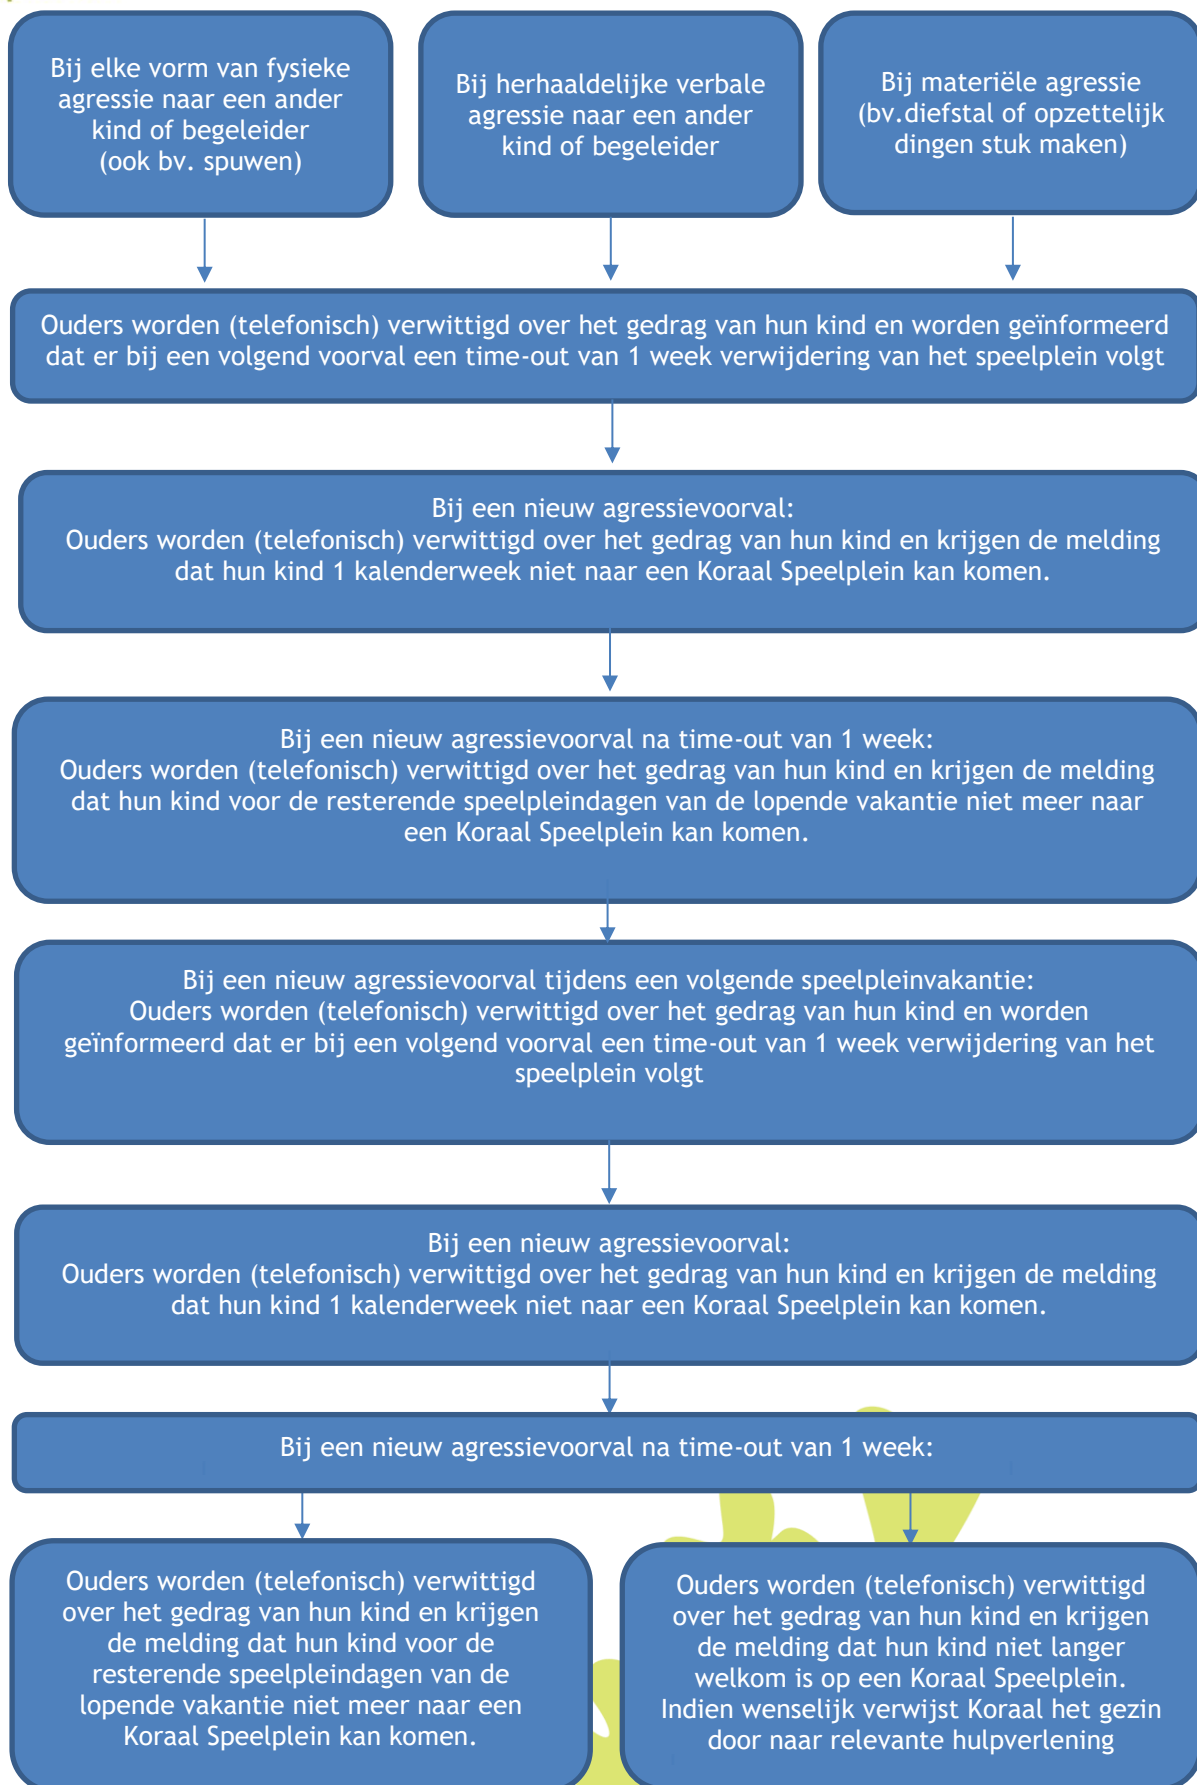 Bij elke vorm van fysieke
agressie naar een ander
kind of begeleider
(ook bv. spuwen)
Bij herhaaldelijke verbale
agressie naar een ander
kind of begeleider
Bij materiële agressie
(bv.diefstal of opzettelijk
dingen stuk maken)
Ouders worden (telefonisch) verwittigd over het gedrag van hun kind en worden geïnformeerd
dat er bij een volgend voorval een time-out van 1 week verwijdering van het speelplein volgt
Bij een nieuw agressievoorval:
Ouders worden (telefonisch) verwittigd over het gedrag van hun kind en krijgen de melding
dat hun kind 1 kalenderweek niet naar een Koraal Speelplein kan komen.
Bij een nieuw agressievoorval na time-out van 1 week:
Ouders worden (telefonisch) verwittigd over het gedrag van hun kind en krijgen de melding
dat hun kind voor de resterende speelpleindagen van de lopende vakantie niet meer naar
een Koraal Speelplein kan komen.
Bij een nieuw agressievoorval tijdens een volgende speelpleinvakantie:
Ouders worden (telefonisch) verwittigd over het gedrag van hun kind en worden
geïnformeerd dat er bij een volgend voorval een time-out van 1 week verwijdering van het
speelplein volgt
Bij een nieuw agressievoorval:
Ouders worden (telefonisch) verwittigd over het gedrag van hun kind en krijgen de melding
dat hun kind 1 kalenderweek niet naar een Koraal Speelplein kan komen.
Bij een nieuw agressievoorval na time-out van 1 week:
Ouders worden (telefonisch) verwittigd
over het gedrag van hun kind en krijgen
de melding dat hun kind voor de
resterende speelpleindagen van de
lopende vakantie niet meer naar een
Koraal Speelplein kan komen.
Ouders worden (telefonisch) verwittigd
over het gedrag van hun kind en krijgen
de melding dat hun kind niet langer
welkom is op een Koraal Speelplein.
Indien wenselijk verwijst Koraal het gezin
door naar relevante hulpverlening